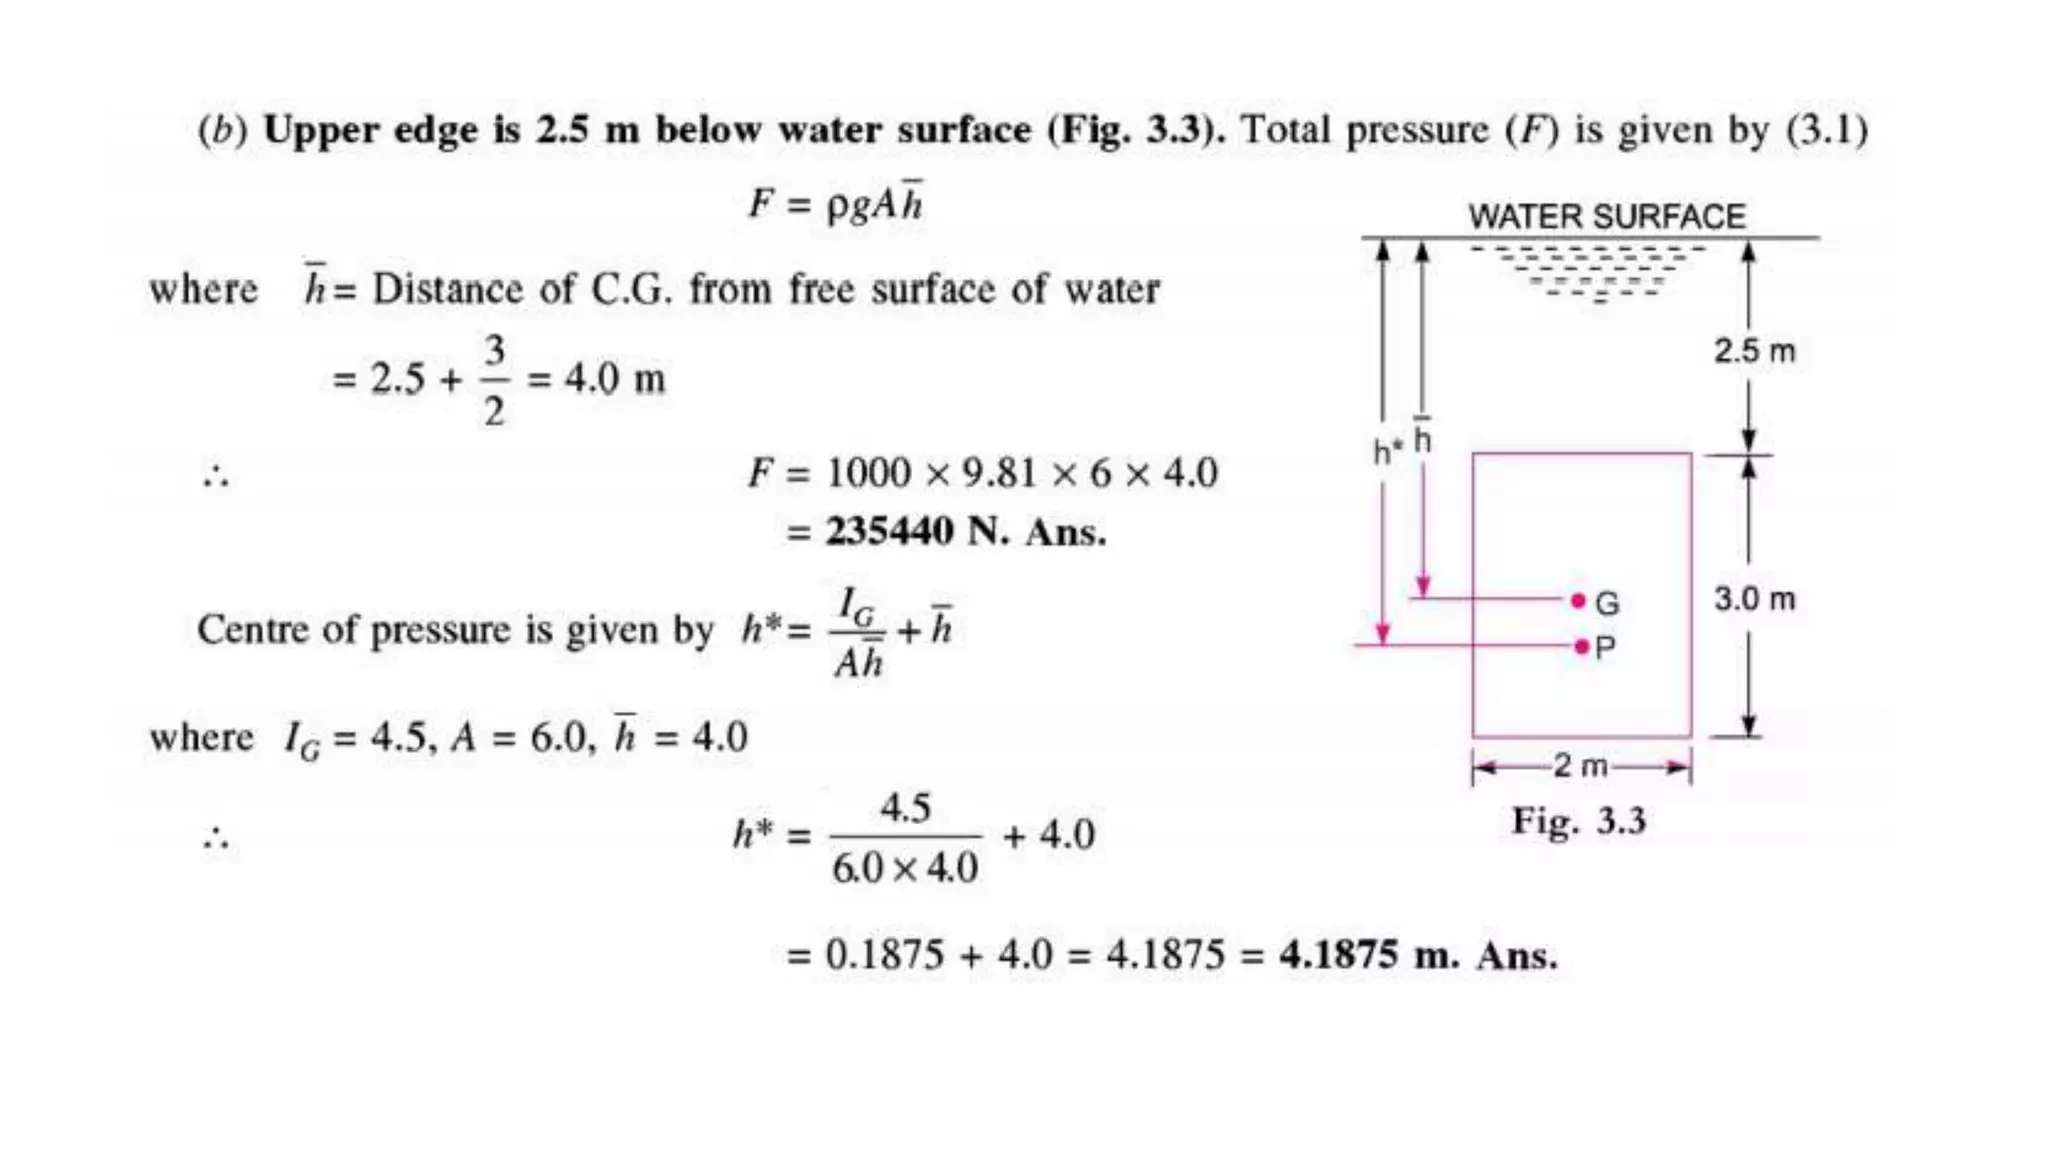 (b) Upper edge is 2.5 m below water surface (Fig. 3.3). Total pressure (F) is given by (3.1)
F = ρgAh̅
where h̅ = Distance of C.G. from free surface of water
= 2.5 + 3/2 = 4.0 m
∴ F = 1000 × 9.81 × 6 × 4.0
= 235440 N. Ans.
Centre of pressure is given by h* = I_G/Ah̅ + h̅
where I_G = 4.5, A = 6.0, h̅ = 4.0
∴ h* = 4.5/(6.0 × 4.0) + 4.0
= 0.1875 + 4.0 = 4.1875 = 4.1875 m. Ans.
WATER SURFACE
2.5 m
h* h̅
G
3.0 m
P
2 m
Fig. 3.3